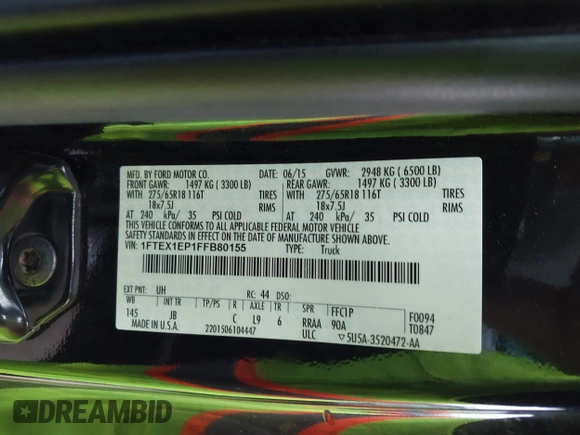 MFD. BY FORD MOTOR CO. DATE: 06/15 GVWR: 2948 KG ( 6500 LB)
FRONT GAWR: 1497 KG ( 3300 LB) REAR GAWR: 1497 KG ( 3300 LB)
275/65R18 116T TIRES 275/65R18 116T TIRES
18x7.5J RIMS 18x7.5J RIMS
AT 240 kPa/ 35 PSI COLD AT 240 kPa/ 35 PSI COLD
THIS VEHICLE CONFORMS TO ALL APPLICABLE FEDERAL MOTOR VEHICLE
SAFETY STANDARDS IN EFFECT ON THE DATE OF MANUFACTURE SHOWN ABOVE.
VIN: 1FTEX1EP1FFB80155 TYPE: Truck
EXT PNT: UH RC: 44 DSO:
WB INT TR TP/PS R AXLE TR SPR FFC1P F0094
145 JB C L9 6 RRAA 90A T0847
MADE IN U.S.A. 2201506104447 ULC ▽5U5A-3520472-AA
DREAMBID